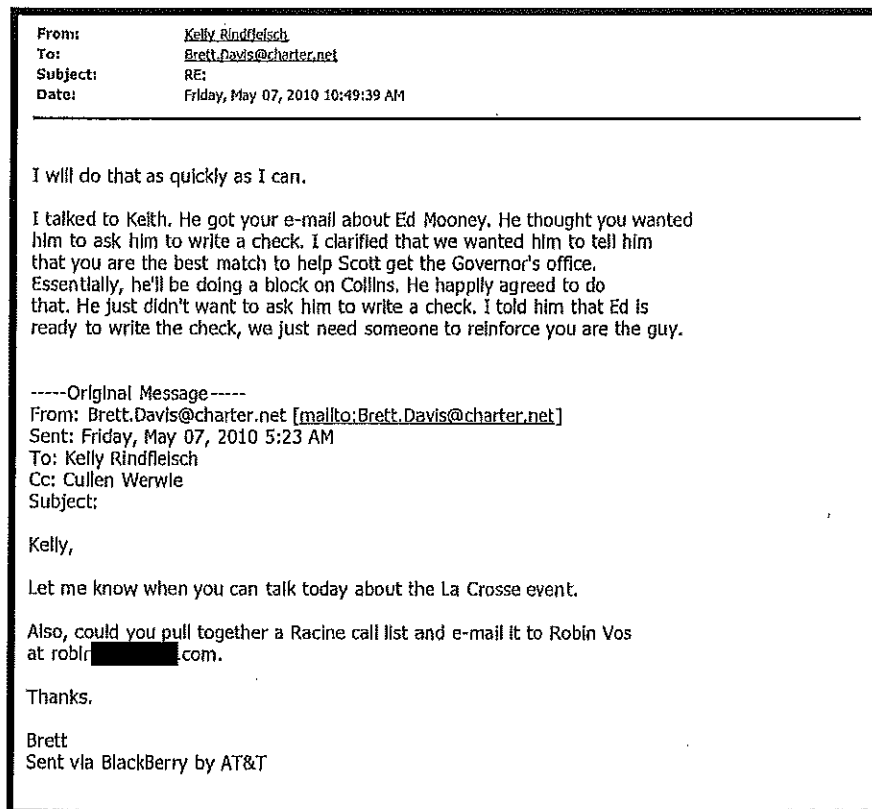 From: Kelly Rindfleisch
To: Brett.Davis@charter.net
Subject: RE:
Date: Friday, May 07, 2010 10:49:39 AM
I will do that as quickly as I can.
I talked to Keith. He got your e-mail about Ed Mooney. He thought you wanted
him to ask him to write a check. I clarified that we wanted him to tell him
that you are the best match to help Scott get the Governor's office.
Essentially, he'll be doing a block on Collins. He happily agreed to do
that. He just didn't want to ask him to write a check. I told him that Ed is
ready to write the check, we just need someone to reinforce you are the guy.
-----Original Message-----
From: Brett.Davis@charter.net [mailto:Brett.Davis@charter.net]
Sent: Friday, May 07, 2010 5:23 AM
To: Kelly Rindfleisch
Cc: Cullen Werwie
Subject:
Kelly,
Let me know when you can talk today about the La Crosse event.
Also, could you pull together a Racine call list and e-mail it to Robin Vos
at robi .com.
Thanks.
Brett
Sent via BlackBerry by AT&T